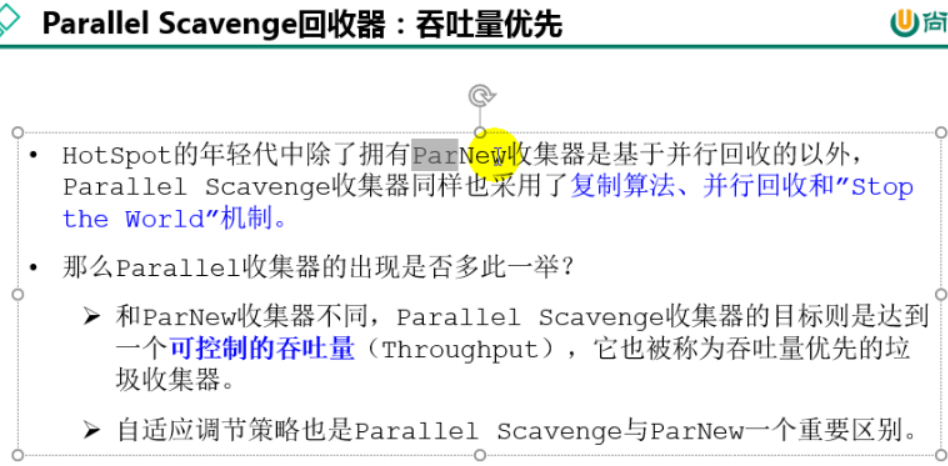 Parallel Scavenge回收器：吞吐量优先
尚
• HotSpot的年轻代中除了拥有ParNew收集器是基于并行回收的以外，
Parallel Scavenge收集器同样也采用了复制算法、并行回收和"Stop
the World"机制。
• 那么Parallel收集器的出现是否多此一举？
➤ 和ParNew收集器不同，Parallel Scavenge收集器的目标则是达到
一个可控制的吞吐量（Throughput），它也被称为吞吐量优先的垃
圾收集器。
➤ 自适应调节策略也是Parallel Scavenge与ParNew一个重要区别。